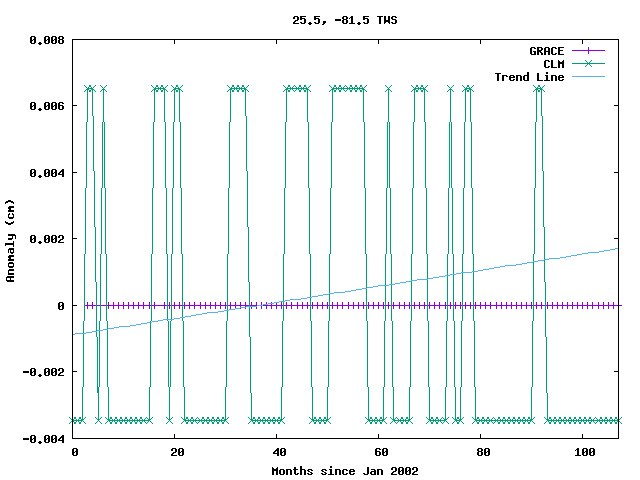 25.5, -81.5 TWS
0.008
0.006
0.004
0.002
0
-0.002
-0.004
Anomaly (cm)
GRACE
CLM
Trend Line
0 20 40 60 80 100
Months since Jan 2002